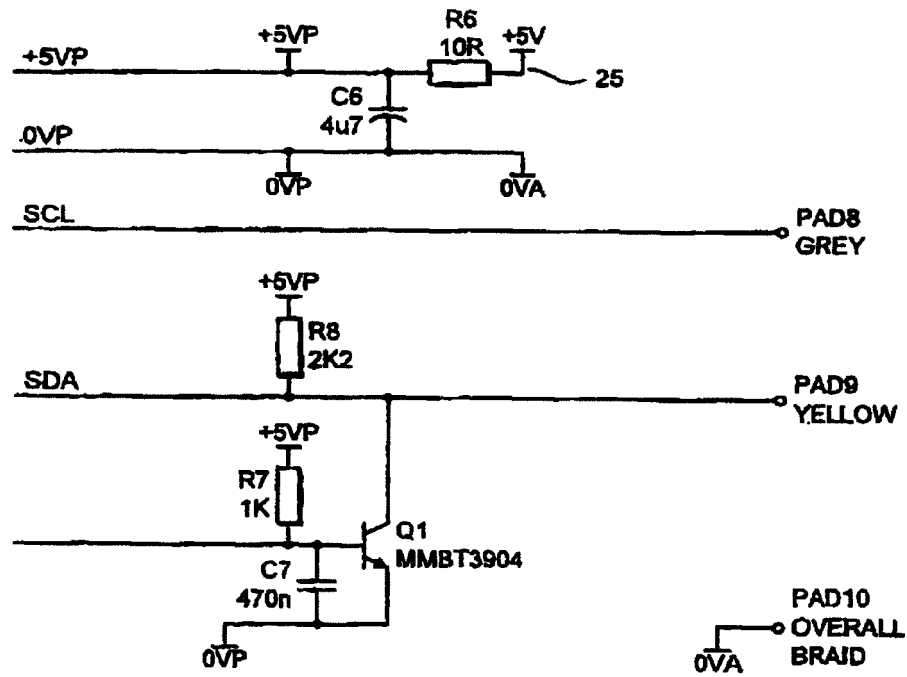 R6
+5VP
10R
+5V
+5VP
25
C6
4u7
.0VP
0VP
0VA
SCL
PAD8
GREY
+5VP
R8
2K2
SDA
PAD9
YELLOW
+5VP
R7
1K
Q1
MMBT3904
C7
470n
PAD10
OVERALL
BRAID
0VP
0VA